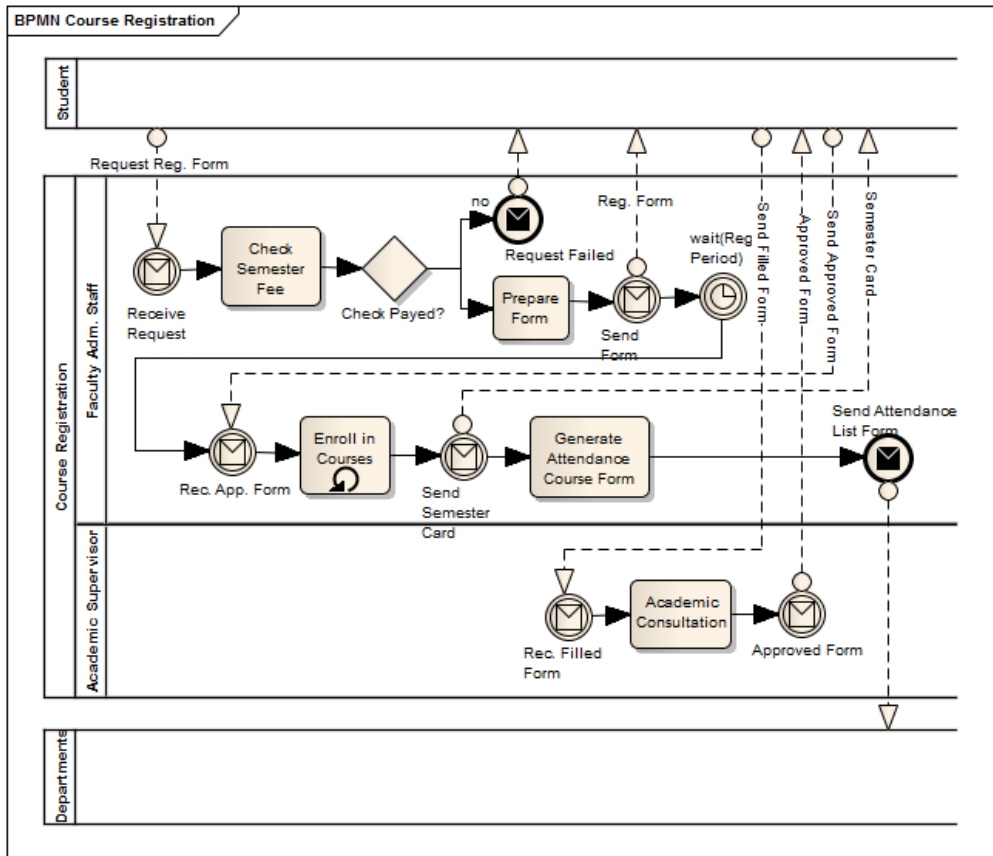 BPMN Course Registration
Student
Request Reg. Form
no
Reg. Form
wait(Reg
Period)
Send Filled Form
Approved Form
Send Approved Form
Semester Card
Course Registration
Faculty Adm. Staff
Receive
Request
Check
Semester
Fee
Check Payed?
Request Failed
Prepare
Form
Send
Form
Rec. App. Form
Enroll in
Courses
Send
Semester
Card
Generate
Attendance
Course Form
Send Attendance
List Form
Academic Supervisor
Rec. Filled
Form
Academic
Consultation
Approved Form
Departments